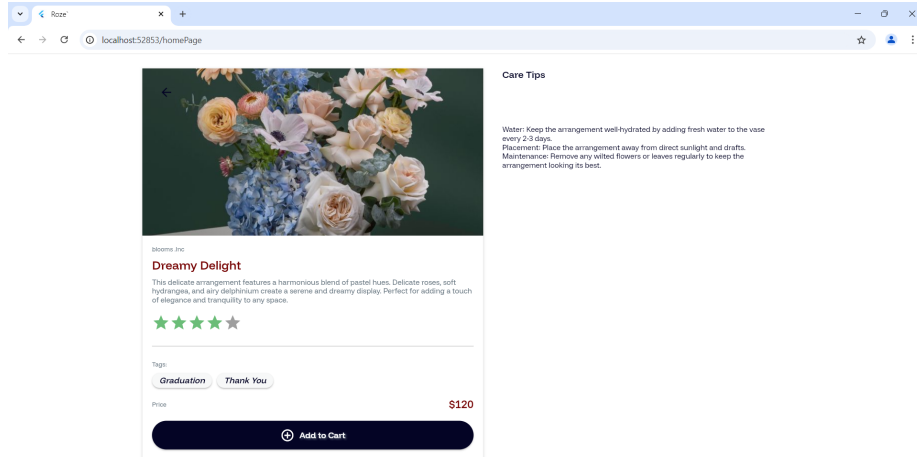 Roze`
localhost:52853/homePage
Care Tips
Water: Keep the arrangement well-hydrated by adding fresh water to the vase
every 2-3 days.
Placement: Place the arrangement away from direct sunlight and drafts.
Maintenance: Remove any wilted flowers or leaves regularly to keep the
arrangement looking its best.
blooms .Inc
Dreamy Delight
This delicate arrangement features a harmonious blend of pastel hues. Delicate roses, soft
hydrangea, and airy delphinium create a serene and dreamy display. Perfect for adding a touch
of elegance and tranquility to any space.
Tags:
Graduation Thank You
Price $120
Add to Cart